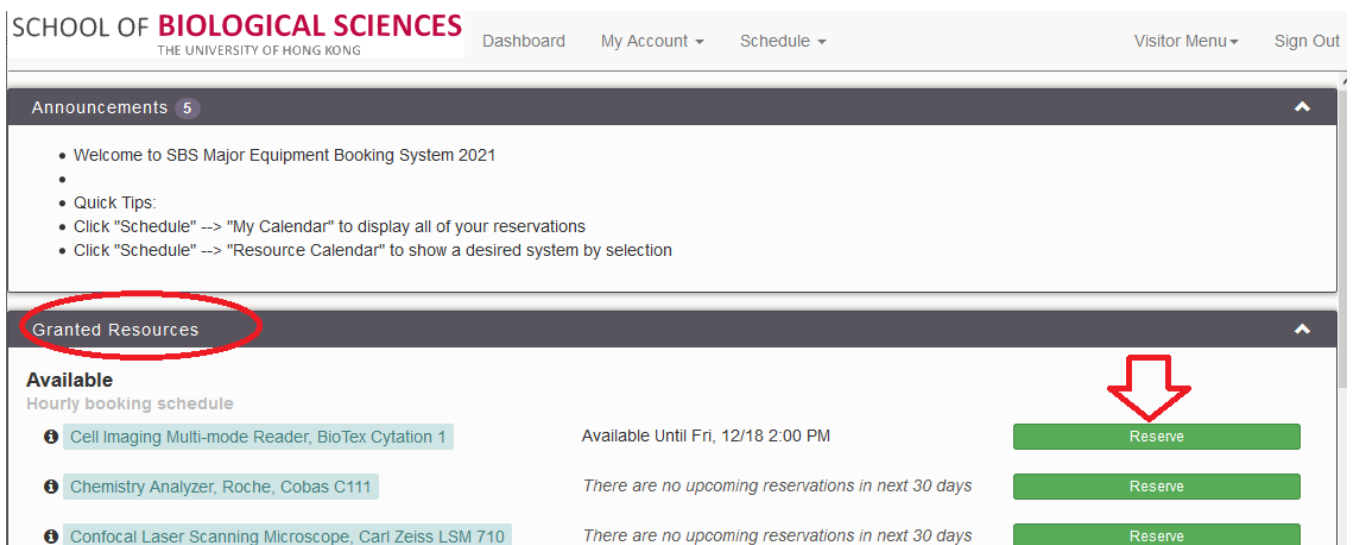 SCHOOL OF BIOLOGICAL SCIENCES
THE UNIVERSITY OF HONG KONG
Dashboard My Account Schedule Visitor Menu Sign Out
Announcements 5
• Welcome to SBS Major Equipment Booking System 2021
•
• Quick Tips:
• Click "Schedule" --> "My Calendar" to display all of your reservations
• Click "Schedule" --> "Resource Calendar" to show a desired system by selection
Granted Resources
Available
Hourly booking schedule
Cell Imaging Multi-mode Reader, BioTex Cytation 1 Available Until Fri, 12/18 2:00 PM Reserve
Chemistry Analyzer, Roche, Cobas C111 There are no upcoming reservations in next 30 days Reserve
Confocal Laser Scanning Microscope, Carl Zeiss LSM 710 There are no upcoming reservations in next 30 days Reserve